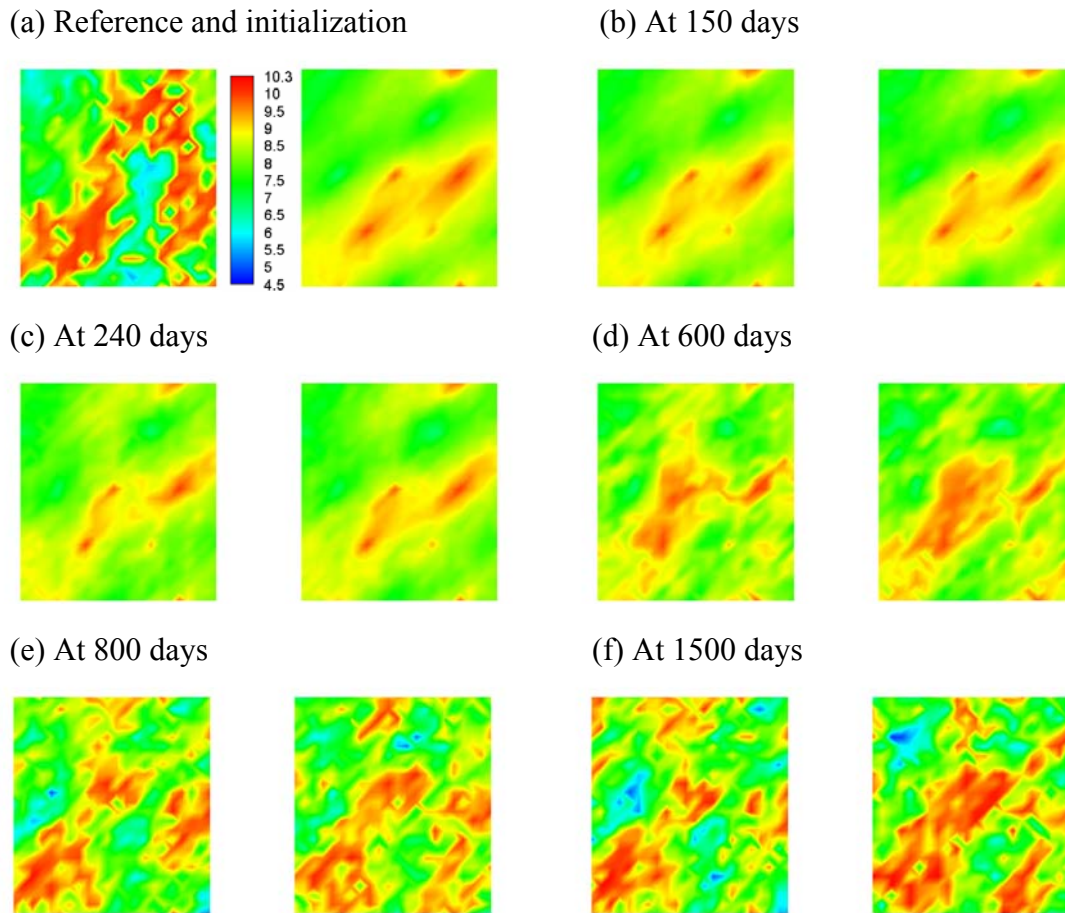 (a) Reference and initialization
(b) At 150 days
10.3
10
9.5
9
8.5
8
7.5
7
6.5
6
5.5
5
4.5
(c) At 240 days
(d) At 600 days
(e) At 800 days
(f) At 1500 days